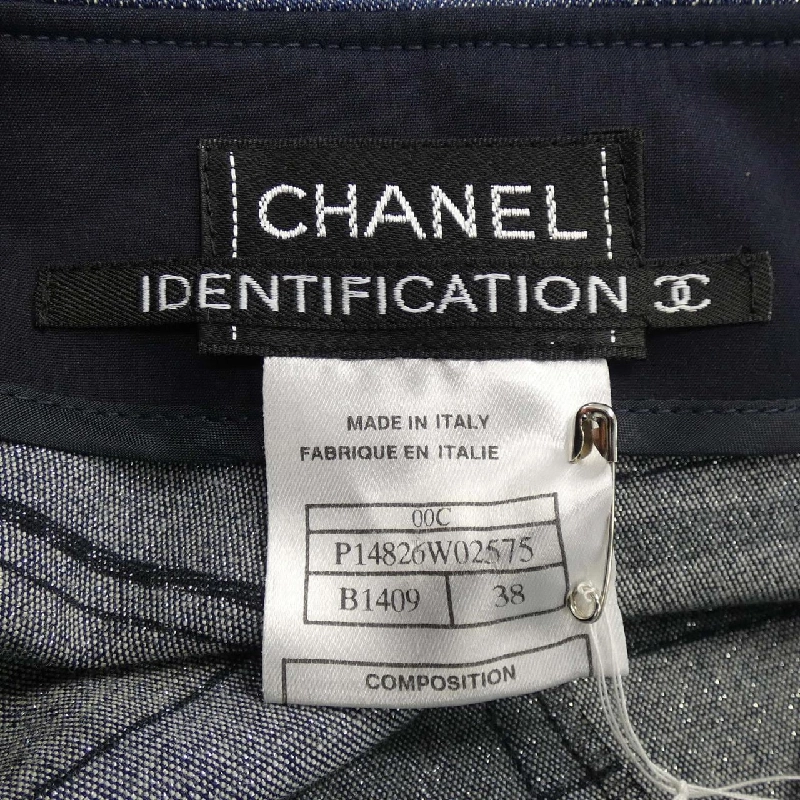 CHANEL
IDENTIFICATION
MADE IN ITALY
FABRIQUE EN ITALIE
00C
P14826W02575
B1409 38
COMPOSITION